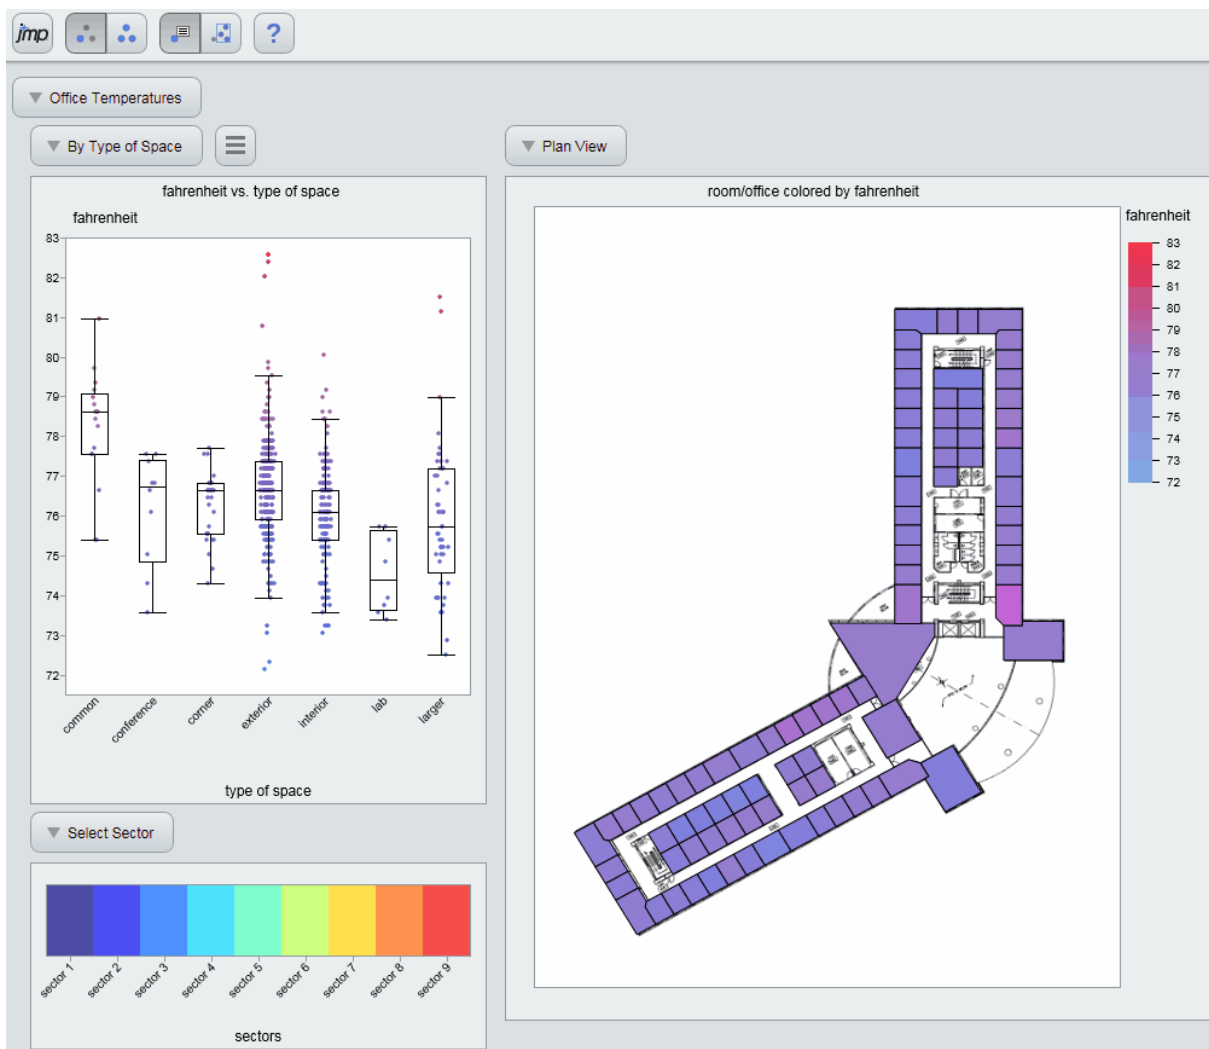 jmp
?
Office Temperatures
By Type of Space
Plan View
fahrenheit vs. type of space
fahrenheit
83
82
81
80
79
78
77
76
75
74
73
72
common
conference
corner
exterior
interior
lab
larger
type of space
room/office colored by fahrenheit
fahrenheit
83
82
81
80
79
78
77
76
75
74
73
72
Select Sector
sector 1
sector 2
sector 3
sector 4
sector 5
sector 6
sector 7
sector 8
sector 9
sectors